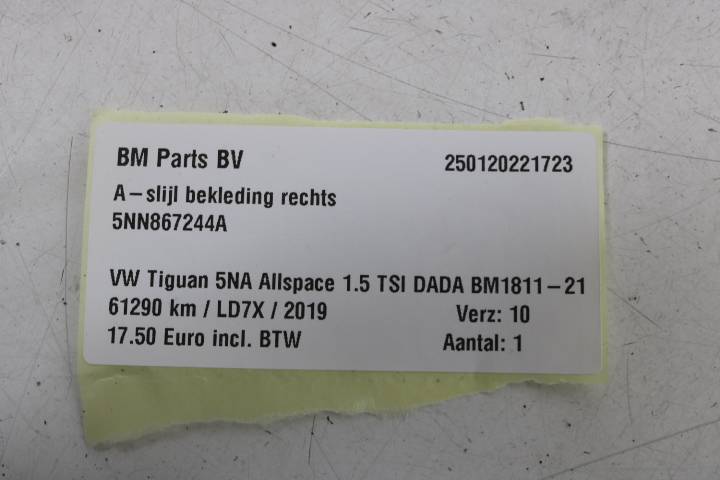 BM Parts BV 250120221723
A-slijl bekleding rechts
5NN867244A
VW Tiguan 5NA Allspace 1.5 TSI DADA BM1811-21
61290 km / LD7X / 2019 Verz: 10
17.50 Euro incl. BTW Aantal: 1